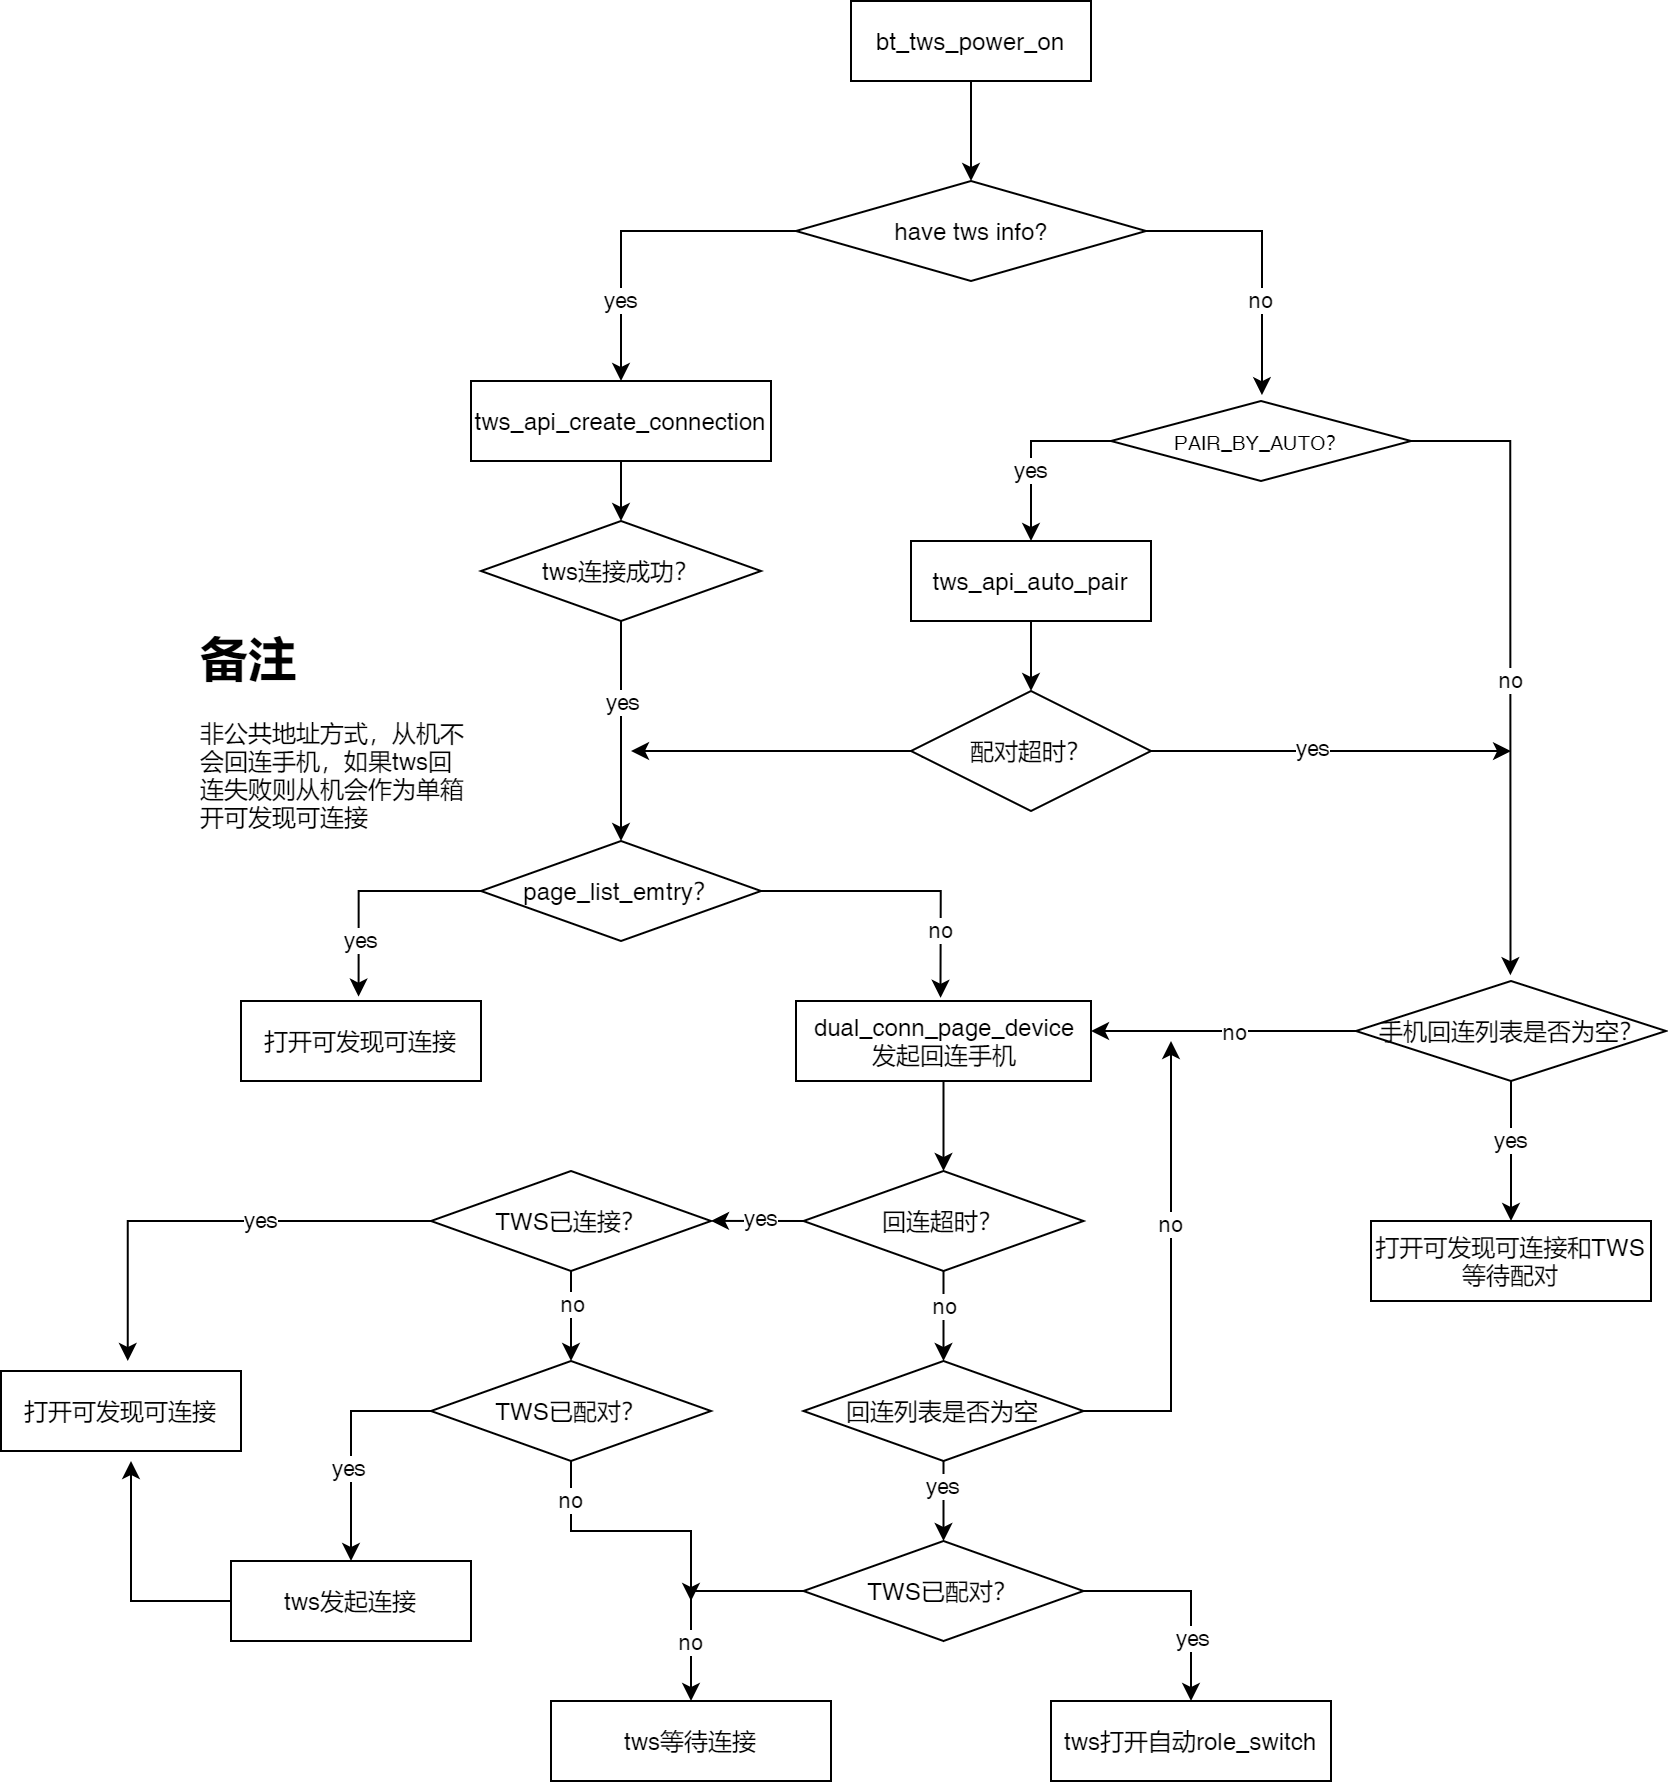 bt_tws_power_on
have tws info?
yes
no
tws_api_create_connection
PAIR_BY_AUTO?
yes
tws连接成功?
tws_api_auto_pair
备注
非公共地址方式，从机不
会回连手机，如果tws回
连失败则从机会作为单箱
开可发现可连接
yes
no
配对超时?
yes
page_list_emtry?
yes
no
打开可发现可连接
dual_conn_page_device
发起回连手机
no
手机回连列表是否为空?
yes
TWS已连接?
yes
回连超时?
yes
no
打开可发现可连接和TWS
等待配对
no
no
打开可发现可连接
TWS已配对?
回连列表是否为空
yes
no
yes
tws发起连接
TWS已配对?
no
yes
tws等待连接
tws打开自动role_switch